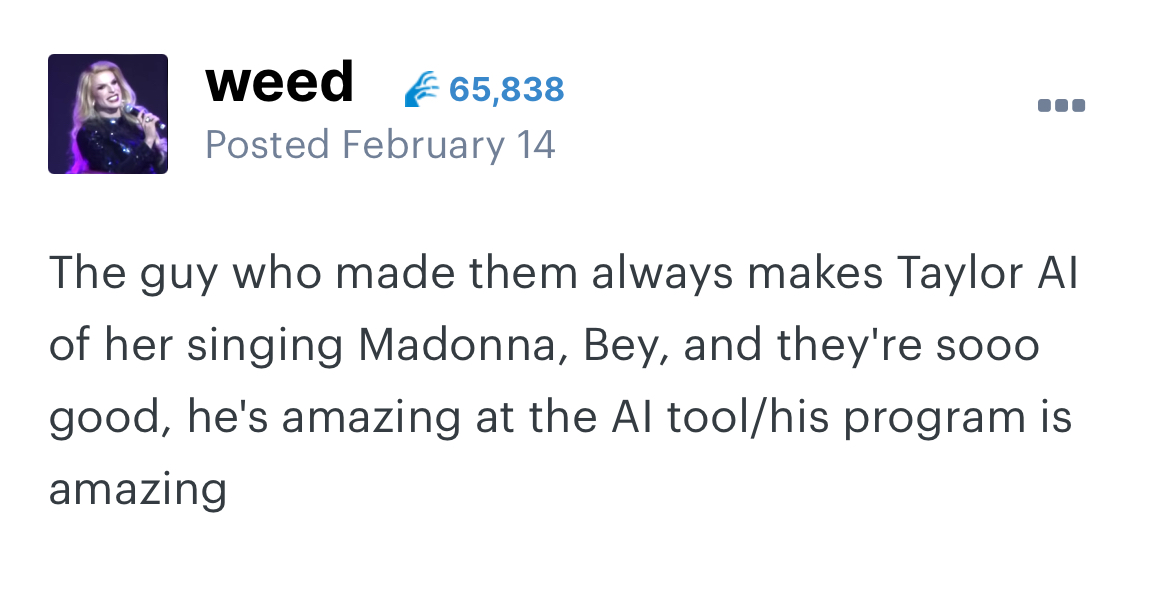 weed 65,838
Posted February 14
The guy who made them always makes Taylor AI
of her singing Madonna, Bey, and they're sooo
good, he's amazing at the AI tool/his program is
amazing